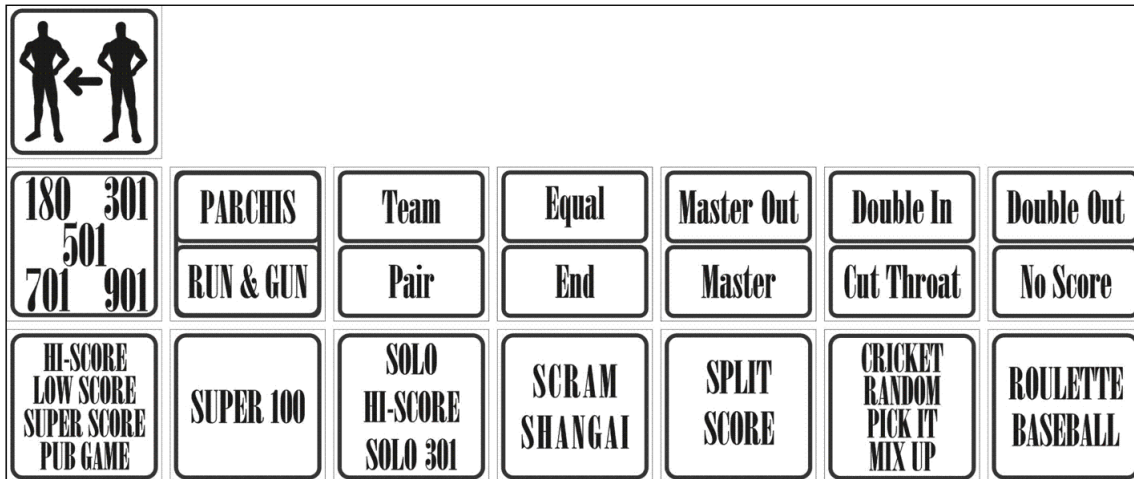 180 301
501
701 901
PARCHIS
RUN & GUN
Team
Pair
Equal
End
Master Out
Master
Double In
Cut Throat
Double Out
No Score
HI-SCORE
LOW SCORE
SUPER SCORE
PUB GAME
SUPER 100
SOLO
HI-SCORE
SOLO 301
SCRAM
SHANGAI
SPLIT
SCORE
CRICKET
RANDOM
PICK IT
MIX UP
ROULETTE
BASEBALL